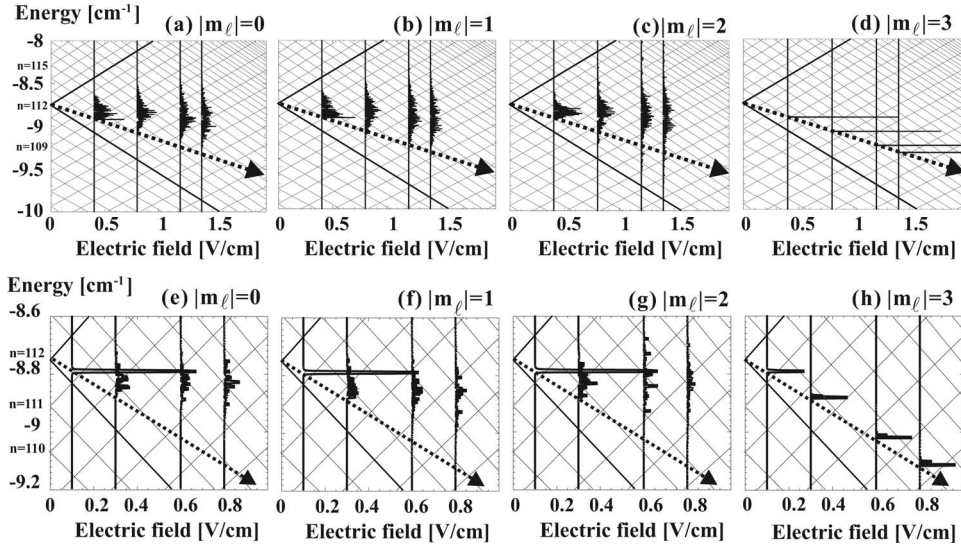 Energy [cm⁻¹]
(a) |mℓ|=0
(b) |mℓ|=1
(c) |mℓ|=2
(d) |mℓ|=3
-8
n=115
-8.5
n=112
-9
n=109
-9.5
-10
0 0.5 1 1.5
0 0.5 1 1.5
0 0.5 1 1.5
0 0.5 1 1.5
Electric field [V/cm]
Electric field [V/cm]
Electric field [V/cm]
Electric field [V/cm]
Energy [cm⁻¹]
(e) |mℓ|=0
(f) |mℓ|=1
(g) |mℓ|=2
(h) |mℓ|=3
-8.6
n=112
-8.8
n=111
-9
n=110
-9.2
0 0.2 0.4 0.6 0.8
0 0.2 0.4 0.6 0.8
0 0.2 0.4 0.6 0.8
0 0.2 0.4 0.6 0.8
Electric field [V/cm]
Electric field [V/cm]
Electric field [V/cm]
Electric field [V/cm]